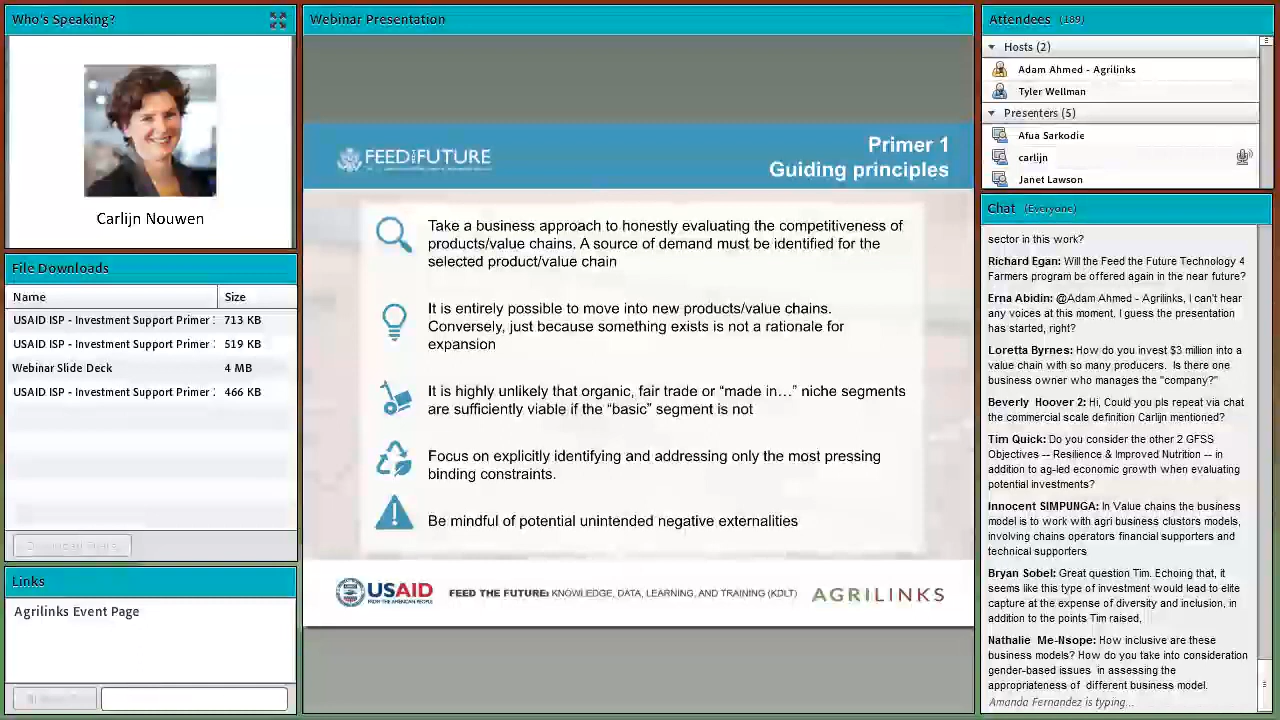 Who's Speaking?
Carlijn Nouwen
File Downloads
Name
Size
USAID ISP - Investment Support Primer
713 KB
USAID ISP - Investment Support Primer
519 KB
Webinar Slide Deck
4 MB
USAID ISP - Investment Support Primer
466 KB
Links
Agrilinks Event Page
Webinar Presentation
FEED THE FUTURE
Primer 1
Guiding principles
Take a business approach to honestly evaluating the competitiveness of
products/value chains. A source of demand must be identified for the
selected product/value chain
It is entirely possible to move into new products/value chains.
Conversely, just because something exists is not a rationale for
expansion
It is highly unlikely that organic, fair trade or “made in…” niche segments
are sufficiently viable if the “basic” segment is not
Focus on explicitly identifying and addressing only the most pressing
binding constraints.
Be mindful of potential unintended negative externalities
USAID
FROM THE AMERICAN PEOPLE
FEED THE FUTURE: KNOWLEDGE, DATA, LEARNING, AND TRAINING (KDLT)
AGRILINKS
Attendees (189)
Hosts (2)
Adam Ahmed - Agrilinks
Tyler Wellman
Presenters (5)
Afua Sarkodie
carlijn
Janet Lawson
Chat (Everyone)
sector in this work?
Richard Egan: Will the Feed the Future Technology 4
Farmers program be offered again in the near future?
Erna Abidin: @Adam Ahmed - Agrilinks, I can't hear
any voices at this moment. I guess the presentation
has started, right?
Loretta Byrnes: How do you invest $3 million into a
value chain with so many producers. Is there one
business owner who manages the "company?"
Beverly Hoover 2: Hi, Could you pls repeat via chat
the commercial scale definition Carlijn mentioned?
Tim Quick: Do you consider the other 2 GFSS
Objectives -- Resilience & Improved Nutrition -- in
addition to ag-led economic growth when evaluating
potential investments?
Innocent SIMPUNGA: In Value chains the business
model is to work with agri business clustors models,
involving chains operators financial supporters and
technical supporters
Bryan Sobel: Great question Tim. Echoing that, it
seems like this type of investment would lead to elite
capture at the expense of diversity and inclusion, in
addition to the points Tim raised,
Nathalie Me-Nsope: How inclusive are these
business models? How do you take into consideration
gender-based issues in assessing the
appropriateness of different business model.
Amanda Fernandez is typing...